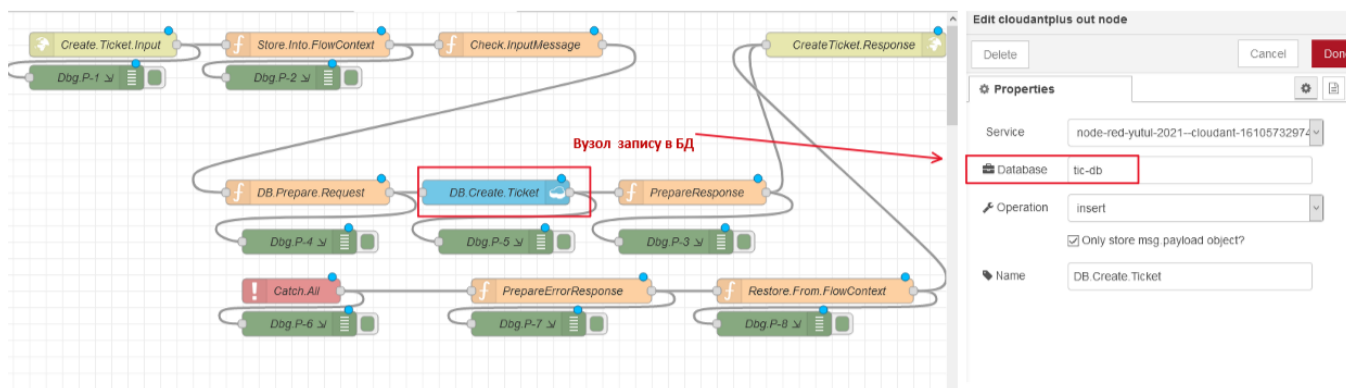 Create.Ticket.Input
Store.Into.FlowContext
Check.InputMessage
CreateTicket.Response
Dbg.P-1
Dbg.P-2
Вузол запису в БД
DB.Prepare.Request
DB.Create.Ticket
PrepareResponse
Dbg.P-4
Dbg.P-5
Dbg.P-3
Catch.All
PrepareErrorResponse
Restore.From.FlowContext
Dbg.P-6
Dbg.P-7
Dbg.P-8
Edit cloudantplus out node
Delete
Cancel
Don
Properties
Service
node-red-yutul-2021--cloudant-16105732974
Database
tic-db
Operation
insert
Only store msg.payload object?
Name
DB.Create.Ticket